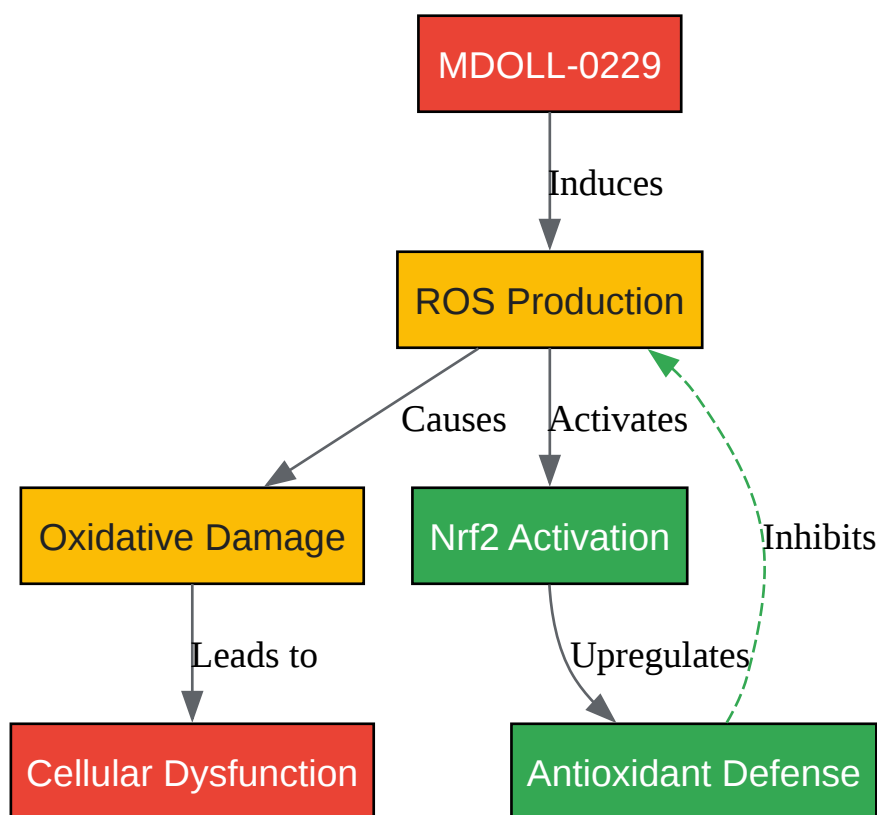 MDOLL-0229
Induces
ROS Production
Causes
Activates
Oxidative Damage
Nrf2 Activation
Inhibits
Leads to
Upregulates
Cellular Dysfunction
Antioxidant Defense